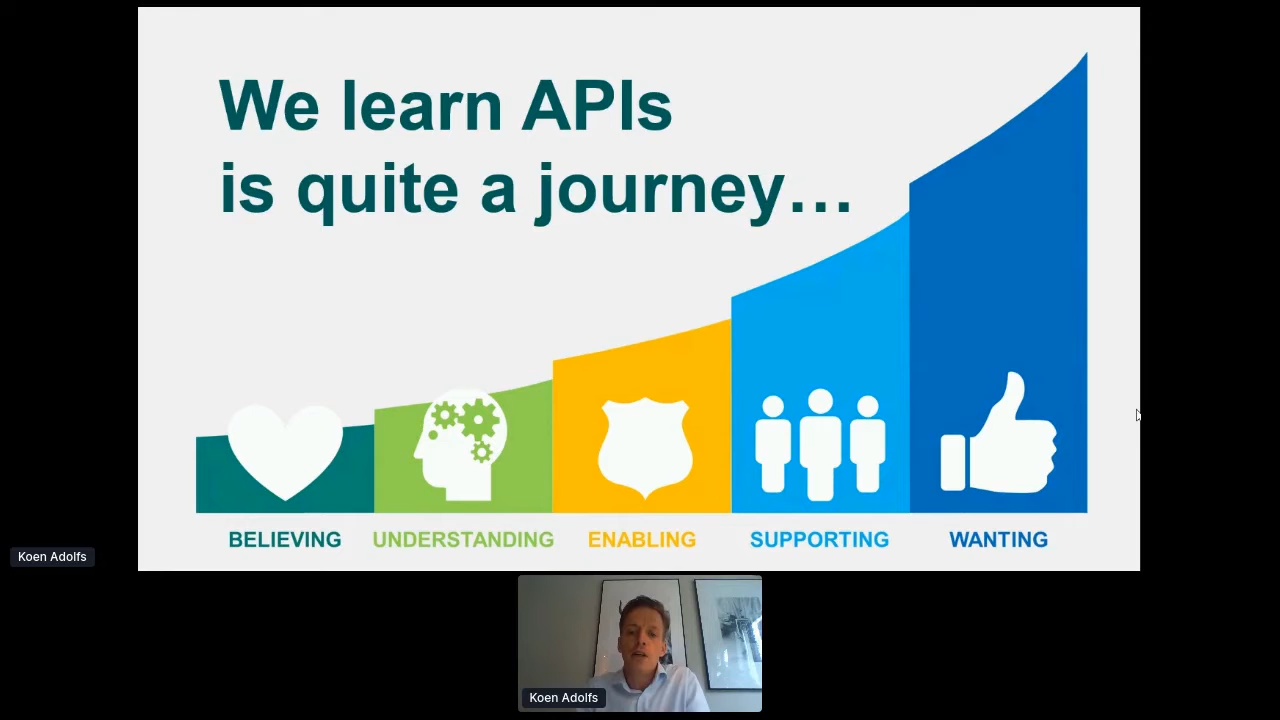 We learn APIs
is quite a journey...
BELIEVING UNDERSTANDING ENABLING SUPPORTING WANTING
Koen Adolfs
Koen Adolfs